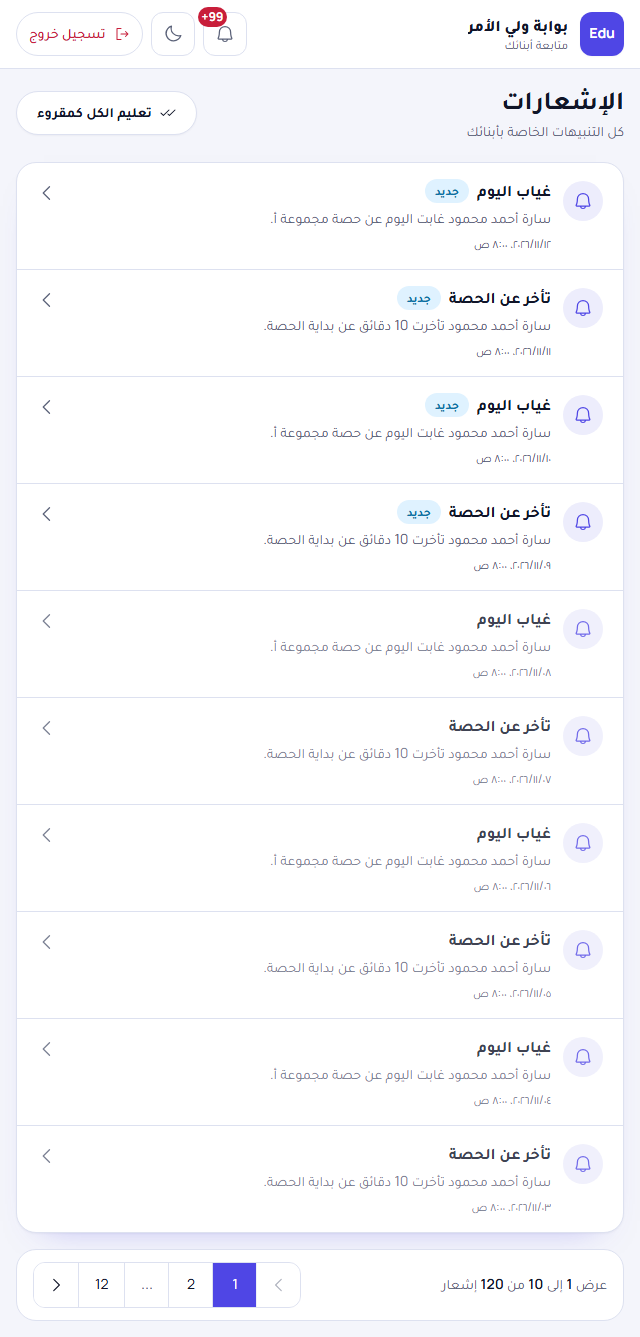 Edu
بوابة ولي الأمر
متابعة أبنائك
99+
تسجيل خروج
الإشعارات
كل التنبيهات الخاصة بأبنائك
تعليم الكل كمقروء
غياب اليوم جديد
سارة أحمد محمود غابت اليوم عن حصة مجموعة أ.
٢٠٢٦/١١/١٢، ٨:٠٠ ص
تأخر عن الحصة جديد
سارة أحمد محمود تأخرت 10 دقائق عن بداية الحصة.
٢٠٢٦/١١/١١، ٨:٠٠ ص
غياب اليوم جديد
سارة أحمد محمود غابت اليوم عن حصة مجموعة أ.
٢٠٢٦/١١/١٠، ٨:٠٠ ص
تأخر عن الحصة جديد
سارة أحمد محمود تأخرت 10 دقائق عن بداية الحصة.
٢٠٢٦/١١/٠٩، ٨:٠٠ ص
غياب اليوم
سارة أحمد محمود غابت اليوم عن حصة مجموعة أ.
٢٠٢٦/١١/٠٨، ٨:٠٠ ص
تأخر عن الحصة
سارة أحمد محمود تأخرت 10 دقائق عن بداية الحصة.
٢٠٢٦/١١/٠٧، ٨:٠٠ ص
غياب اليوم
سارة أحمد محمود غابت اليوم عن حصة مجموعة أ.
٢٠٢٦/١١/٠٦، ٨:٠٠ ص
تأخر عن الحصة
سارة أحمد محمود تأخرت 10 دقائق عن بداية الحصة.
٢٠٢٦/١١/٠٥، ٨:٠٠ ص
غياب اليوم
سارة أحمد محمود غابت اليوم عن حصة مجموعة أ.
٢٠٢٦/١١/٠٤، ٨:٠٠ ص
تأخر عن الحصة
سارة أحمد محمود تأخرت 10 دقائق عن بداية الحصة.
٢٠٢٦/١١/٠٣، ٨:٠٠ ص
عرض 1 إلى 10 من 120 إشعار
1 2 ... 12